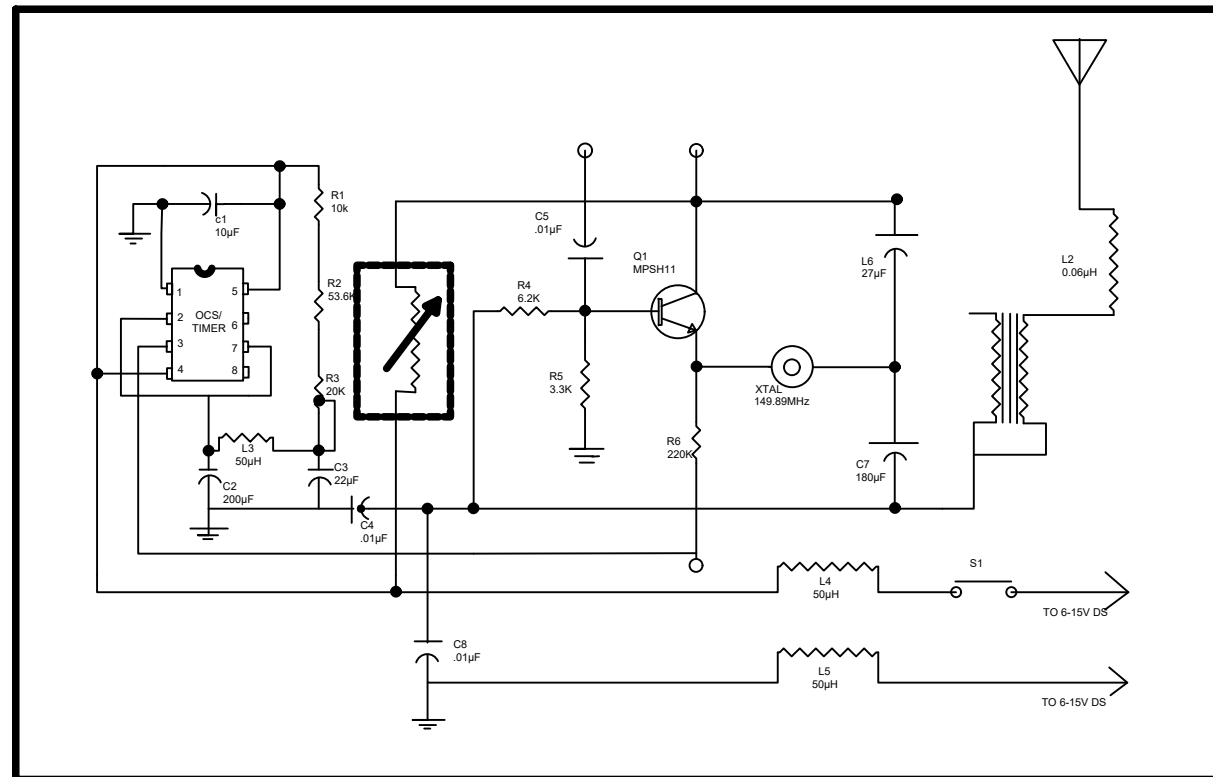 R1
10k
c1
10µF
OCS/
TIMER
1
2
3
4
5
6
7
8
R2
53.6K
R3
20K
L3
50µH
C2
200µF
C3
22µF
C4
.01µF
R4
6.2K
C5
.01µF
R5
3.3K
Q1
MPSH11
XTAL
149.89MHz
R6
220K
L6
27µF
C7
180µF
L2
0.06µH
L4
50µH
S1
TO 6-15V DS
C8
.01µF
L5
50µH
TO 6-15V DS